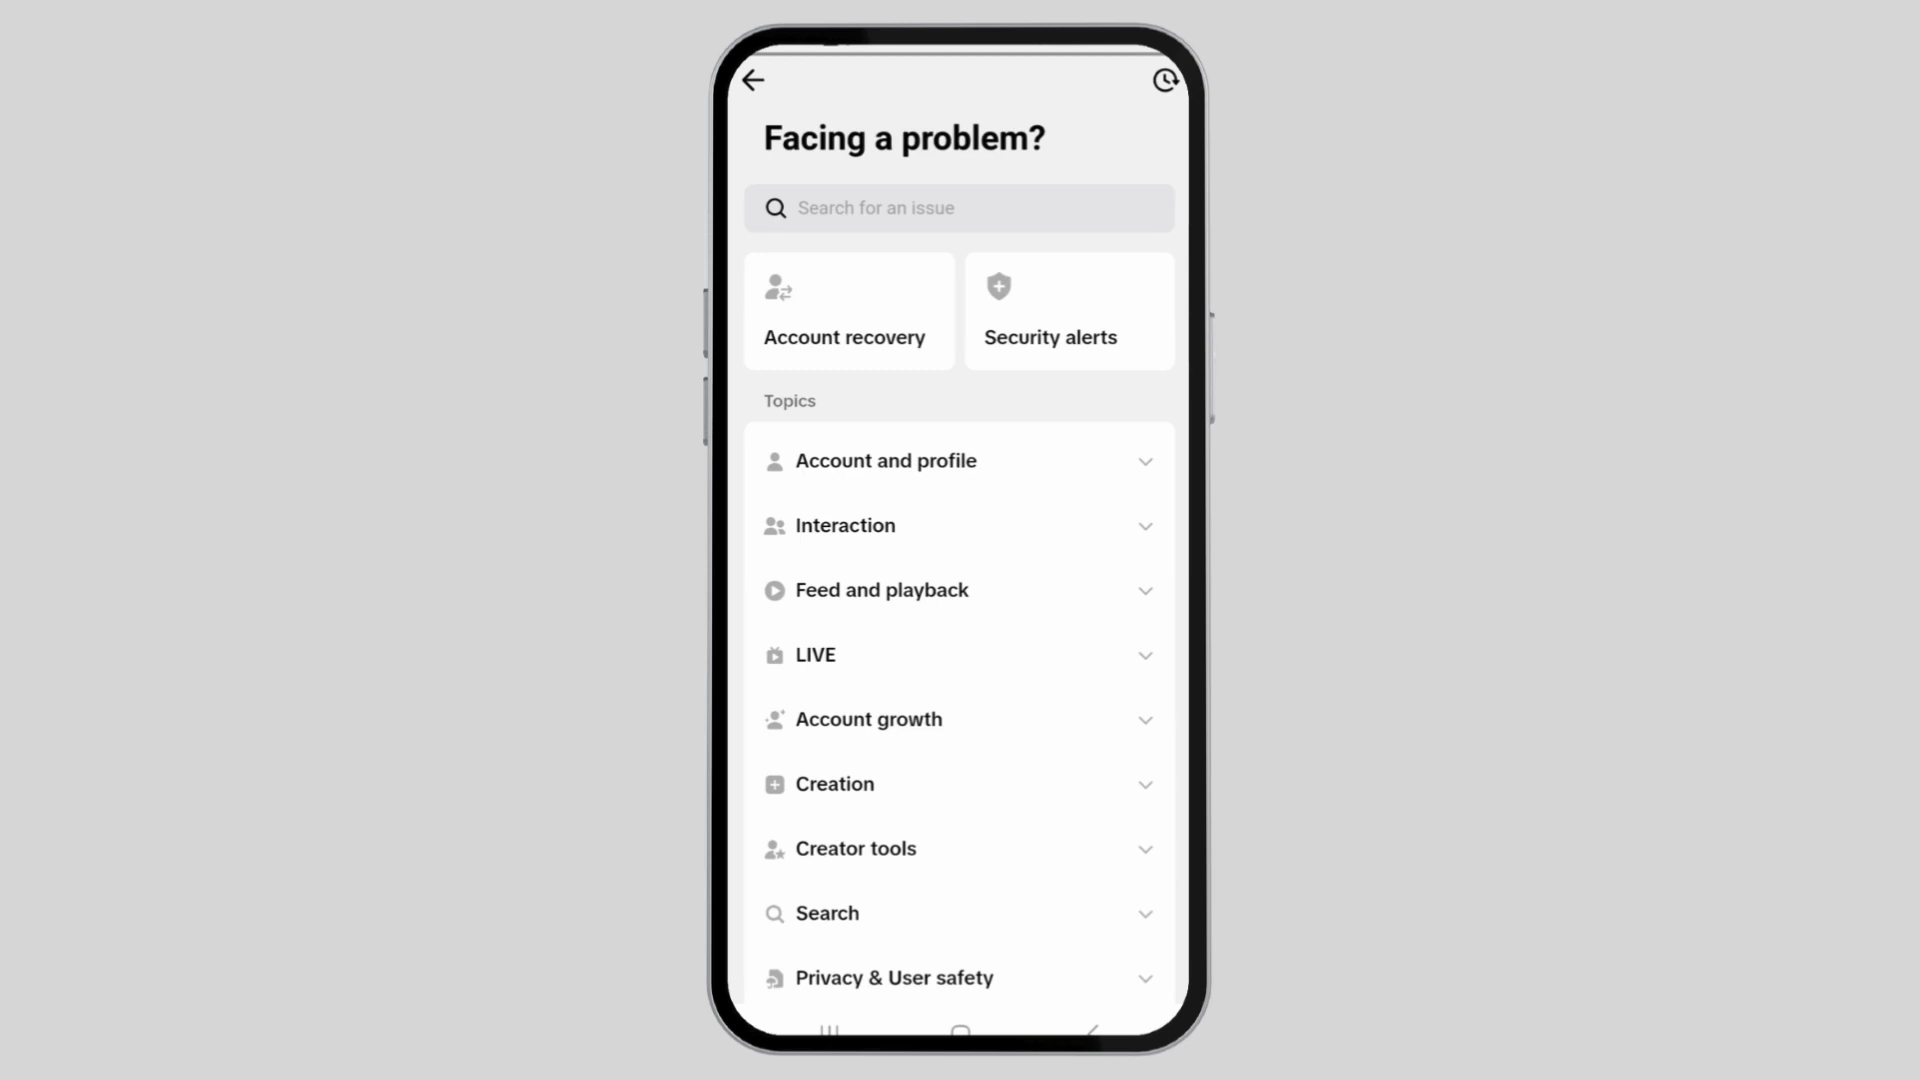 Facing a problem?
Search for an issue
Account recovery
Security alerts
Topics
Account and profile
Interaction
Feed and playback
LIVE
Account growth
Creation
Creator tools
Search
Privacy & User safety